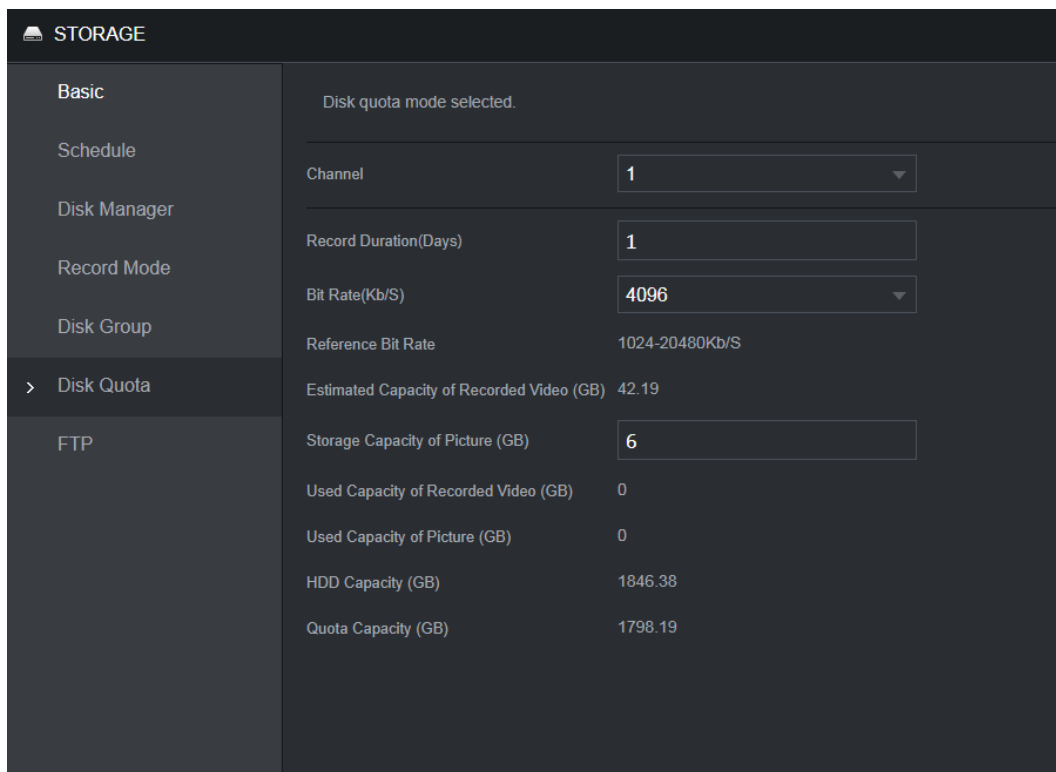 STORAGE
Basic
Schedule
Disk Manager
Record Mode
Disk Group
Disk Quota
FTP
Disk quota mode selected.
Channel 1
Record Duration(Days) 1
Bit Rate(Kb/S) 4096
Reference Bit Rate 1024-20480Kb/S
Estimated Capacity of Recorded Video (GB) 42.19
Storage Capacity of Picture (GB) 6
Used Capacity of Recorded Video (GB) 0
Used Capacity of Picture (GB) 0
HDD Capacity (GB) 1846.38
Quota Capacity (GB) 1798.19